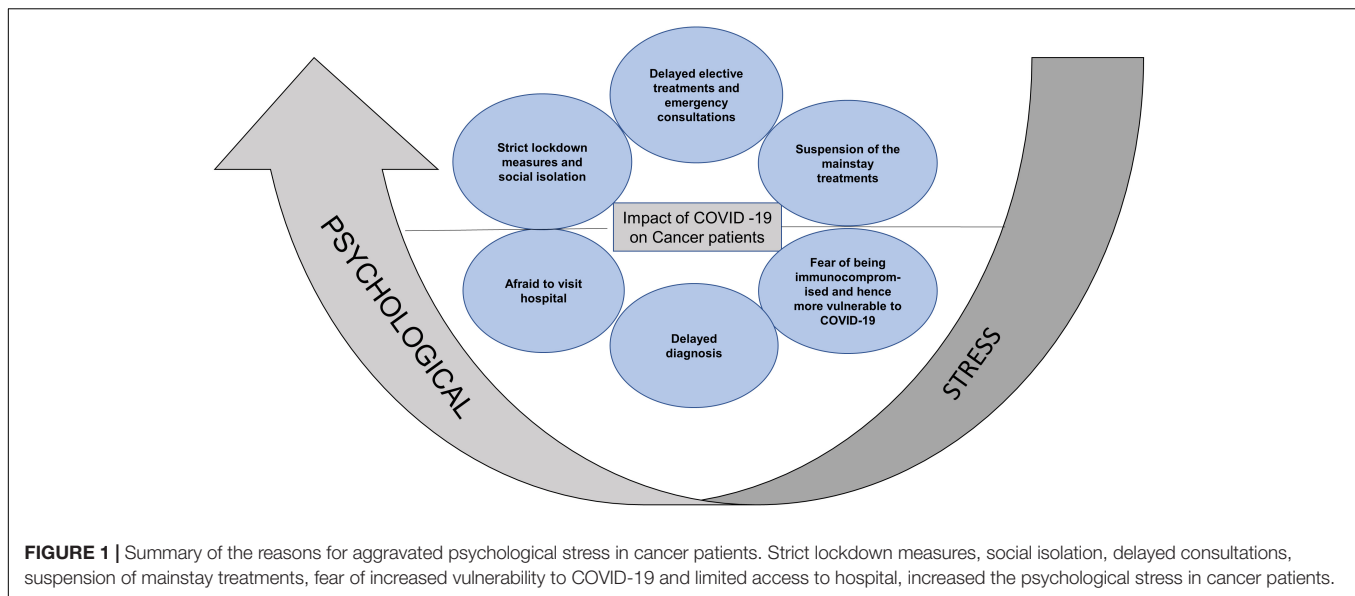 Delayed elective
treatments and
emergency
consultations
Strict lockdown
measures and
social isolation
Suspension of the
mainstay
treatments
Impact of COVID -19
on Cancer patients
Afraid to visit
hospital
Fear of being
immunocomprom-
ised and hence
more vulnerable to
COVID-19
Delayed
diagnosis
PSYCHOLOGICAL
STRESS
FIGURE 1 | Summary of the reasons for aggravated psychological stress in cancer patients. Strict lockdown measures, social isolation, delayed consultations,
suspension of mainstay treatments, fear of increased vulnerability to COVID-19 and limited access to hospital, increased the psychological stress in cancer patients.